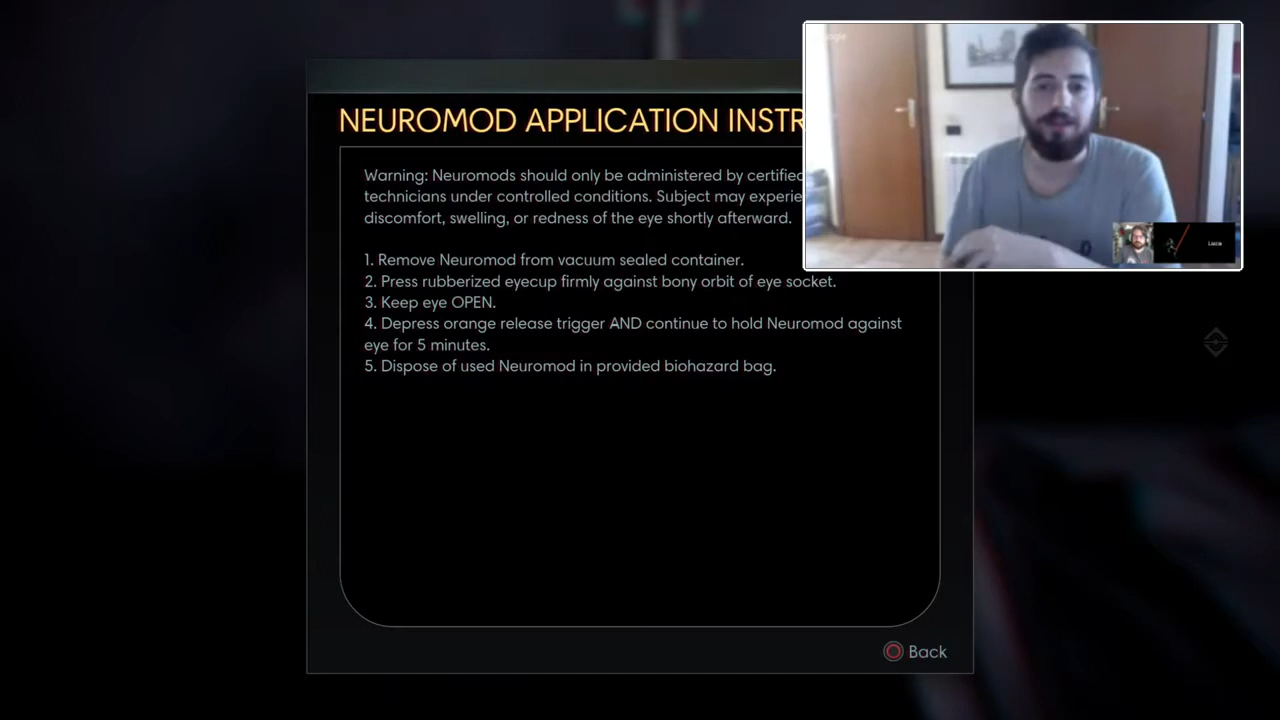 NEUROMOD APPLICATION INSTR
Warning: Neuromods should only be administered by certified
technicians under controlled conditions. Subject may experie
discomfort, swelling, or redness of the eye shortly afterward.
1. Remove Neuromod from vacuum sealed container.
2. Press rubberized eyecup firmly against bony orbit of eye socket.
3. Keep eye OPEN.
4. Depress orange release trigger AND continue to hold Neuromod against
eye for 5 minutes.
5. Dispose of used Neuromod in provided biohazard bag.
Back